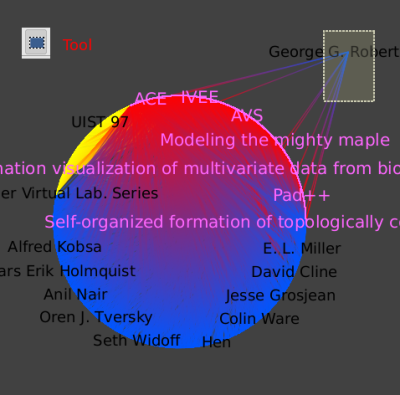 Tool
George G. Robert
ACE
IVEE
AVS
UIST 97
Modeling the mighty maple
nation visualization of multivariate data from bio
er Virtual Lab. Series
Pad++
Self-organized formation of topologically c
Alfred Kobsa
E. L. Miller
ars Erik Holmquist
David Cline
Anil Nair
Jesse Grosjean
Oren J. Tversky
Colin Ware
Seth Widoff
Hen